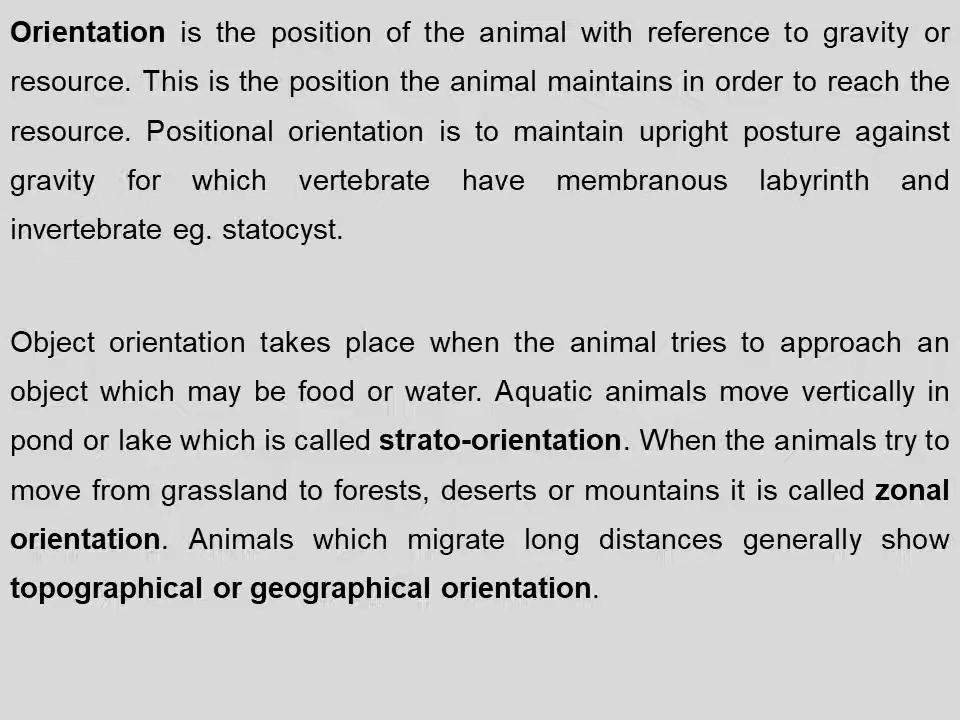 Orientation is the position of the animal with reference to gravity or
resource. This is the position the animal maintains in order to reach the
resource. Positional orientation is to maintain upright posture against
gravity for which vertebrate have membranous labyrinth and
invertebrate eg. statocyst.
Object orientation takes place when the animal tries to approach an
object which may be food or water. Aquatic animals move vertically in
pond or lake which is called strato-orientation. When the animals try to
move from grassland to forests, deserts or mountains it is called zonal
orientation. Animals which migrate long distances generally show
topographical or geographical orientation.